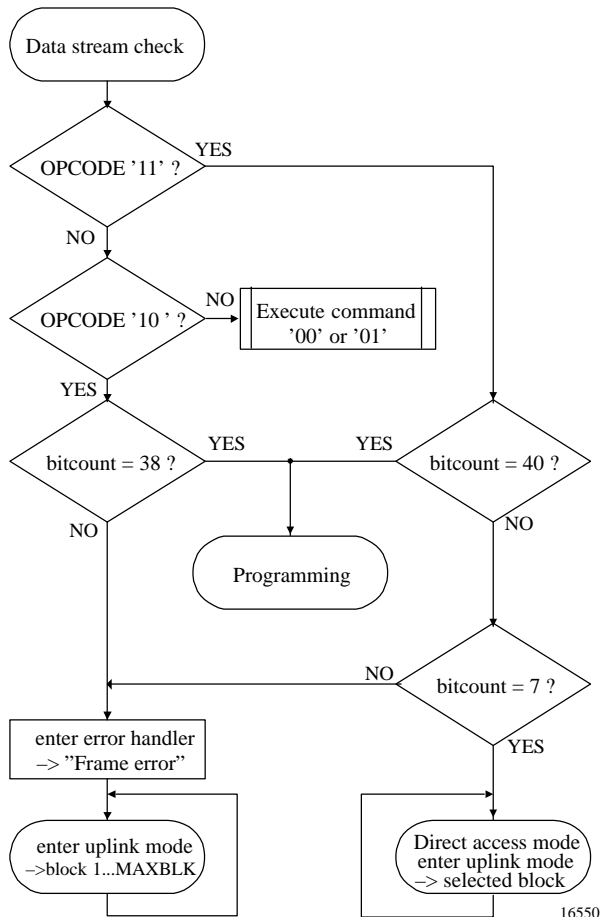 Data stream check
OPCODE ’11’ ?
YES
NO
OPCODE ’10 ’ ?
NO
Execute command
’00’ or ’01’
YES
bitcount = 38 ?
YES
YES
bitcount = 40 ?
NO
NO
Programming
NO
bitcount = 7 ?
YES
enter error handler
–> ”Frame error”
enter uplink mode
–>block 1...MAXBLK
Direct access mode
enter uplink mode
–> selected block
16550